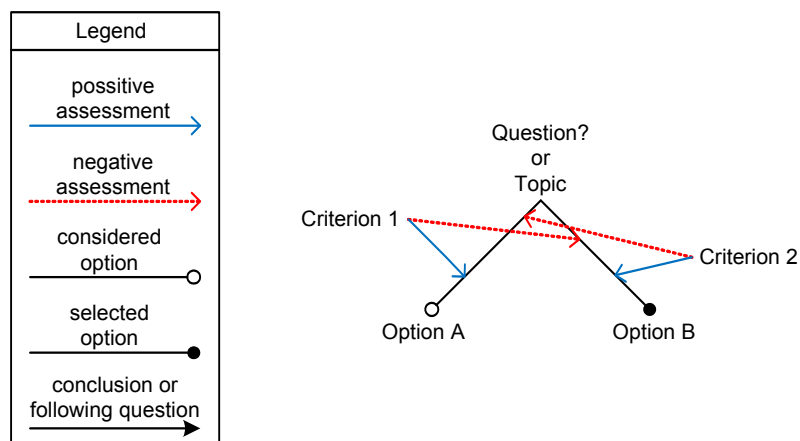 Legend
possitive
assessment
negative
assessment
considered
option
selected
option
conclusion or
following question
Question?
or
Topic
Criterion 1
Criterion 2
Option A
Option B